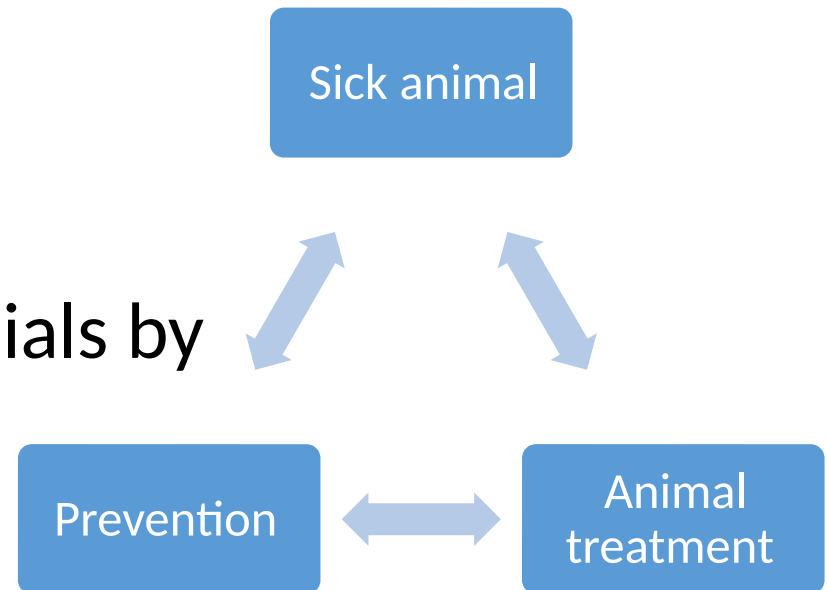 Sick animal
ials by
Prevention
Animal
treatment